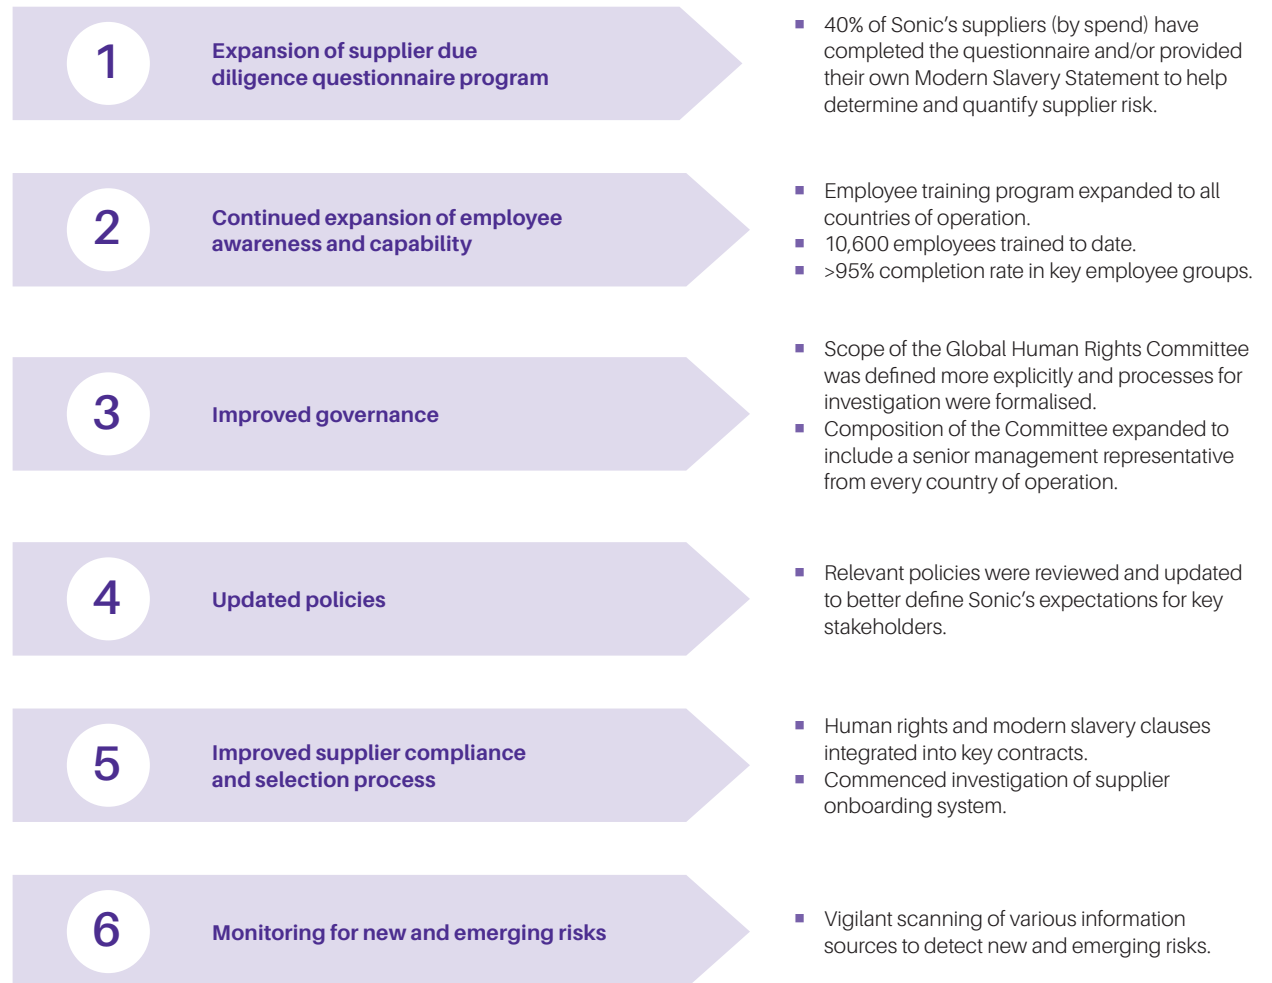 1
Expansion of supplier due
diligence questionnaire program
▪ 40% of Sonic’s suppliers (by spend) have
completed the questionnaire and/or provided
their own Modern Slavery Statement to help
determine and quantify supplier risk.
2
Continued expansion of employee
awareness and capability
▪ Employee training program expanded to all
countries of operation.
▪ 10,600 employees trained to date.
▪ >95% completion rate in key employee groups.
3
Improved governance
▪ Scope of the Global Human Rights Committee
was defined more explicitly and processes for
investigation were formalised.
▪ Composition of the Committee expanded to
include a senior management representative
from every country of operation.
4
Updated policies
▪ Relevant policies were reviewed and updated
to better define Sonic’s expectations for key
stakeholders.
5
Improved supplier compliance
and selection process
▪ Human rights and modern slavery clauses
integrated into key contracts.
▪ Commenced investigation of supplier
onboarding system.
6
Monitoring for new and emerging risks
▪ Vigilant scanning of various information
sources to detect new and emerging risks.